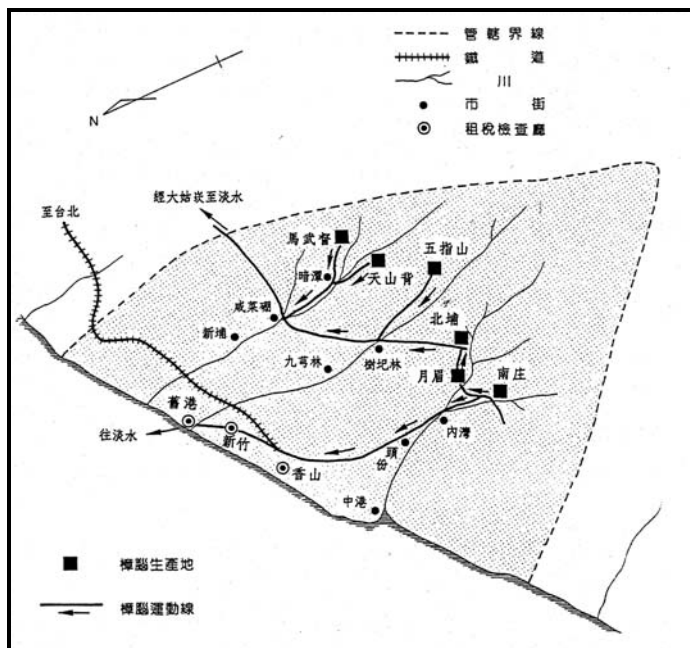 管轄界線
鐵道
川
市街
租稅檢查廳
N
經大姑崁至淡水
至台北
馬武督
五指山
暗潭
天山背
咸菜硼
北埔
新埔
樹圯林
九芎林
月眉
南庄
舊港
內灣
往淡水
新竹
頭份
香山
中港
樟腦生產地
樟腦運動線